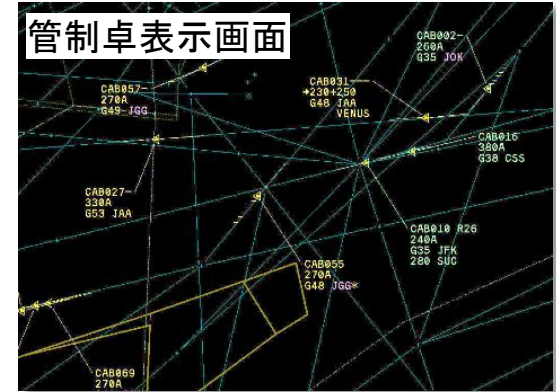 管制卓表示画面
CAB002-
260A
Q35 JOK
CAB057-
270A
G49 JGG
CAB031
→230+250
G48 JAA
VENUS
CAB016
380A
G38 CSS
CAB027-
330A
G53 JAA
CAB010 R26
240A
G35 JFK
280 SUC
CAB055
270A
G48 JGG*
CAB069
270A